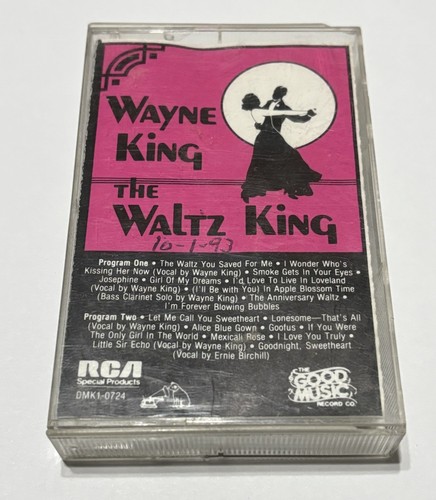 WAYNE
KING
THE
WALTZ KING
10-1-93
Program One • The Waltz You Saved For Me • I Wonder Who's
Kissing Her Now (Vocal by Wayne King) • Smoke Gets In Your Eyes •
Josephine • Girl Of My Dreams • I'd Love To Live In Loveland
(Vocal by Wayne King) • (I'll Be with You) In Apple Blossom Time
(Bass Clarinet Solo by Wayne King) • The Anniversary Waltz •
I'm Forever Blowing Bubbles
Program Two • Let Me Call You Sweetheart • Lonesome—That's All
(Vocal by Wayne King) • Alice Blue Gown • Goofus • If You Were
The Only Girl In The World • Mexicali Rose • I Love You Truly •
Little Sir Echo (Vocal by Wayne King) • Goodnight, Sweetheart
(Vocal by Ernie Birchill)
RCA
Special Products
DMK1-0724
THE
GOOD
MUSIC
RECORD CO.